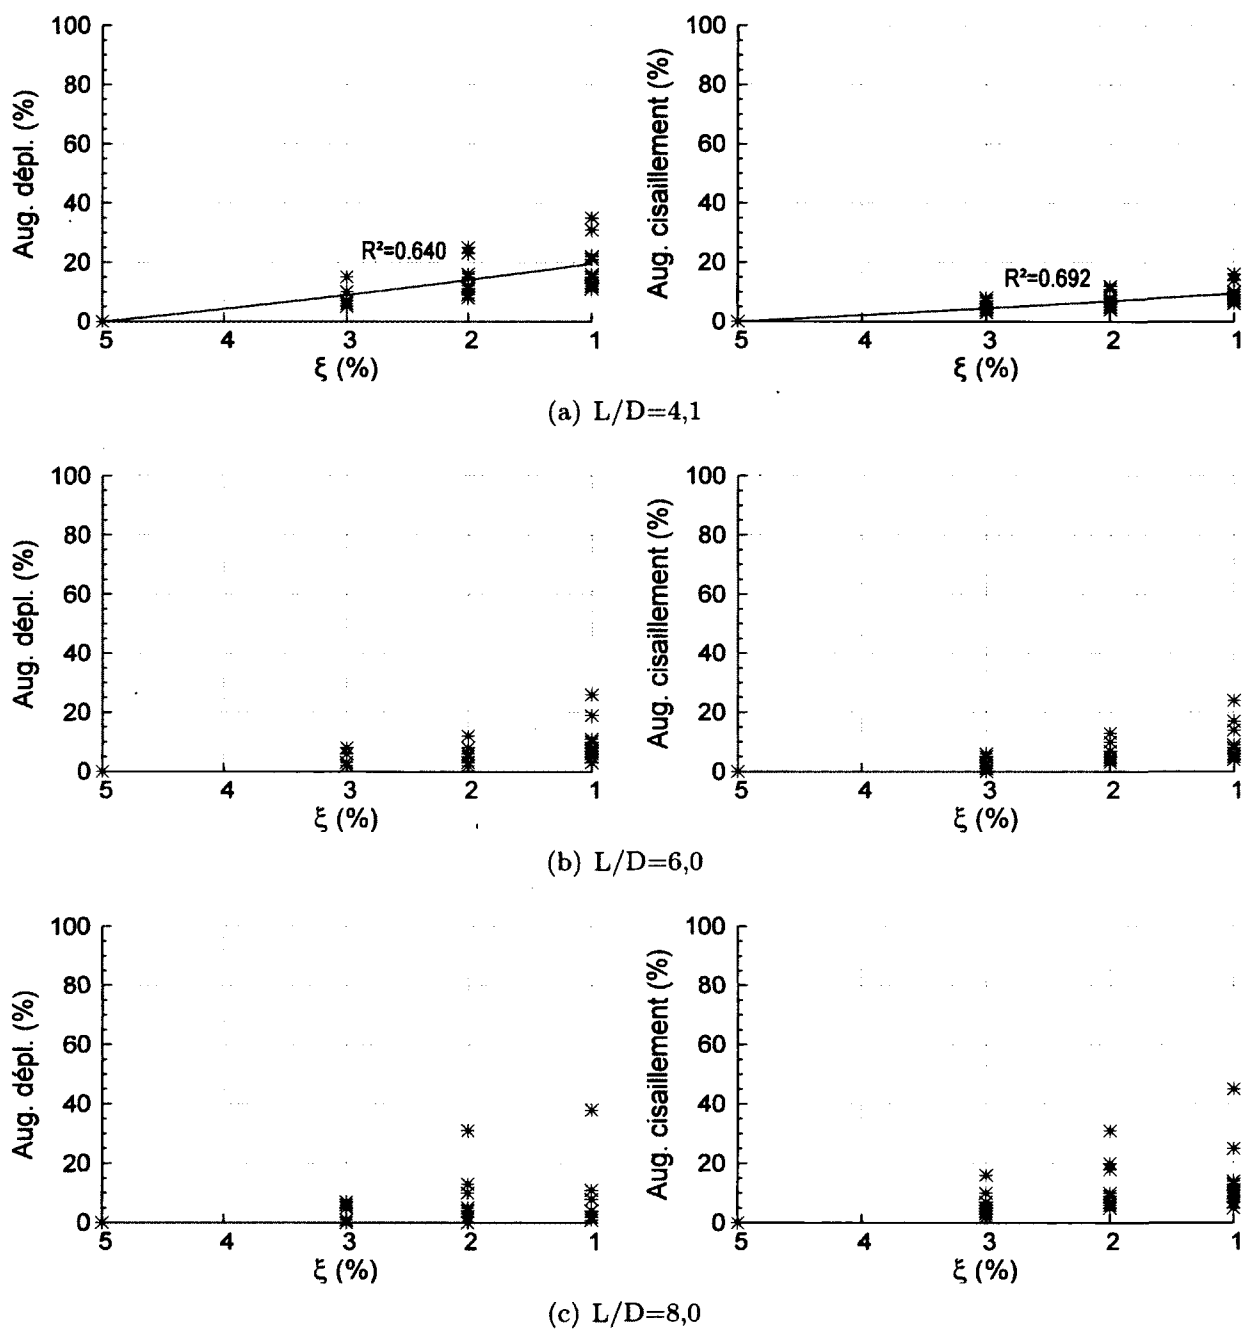 Aug. dépl. (%)
100
80
60
40
20
0
R²=0.640
5 4 3 2 1
ξ (%)
Aug. cisaillement (%)
100
80
60
40
20
0
R²=0.692
5 4 3 2 1
ξ (%)
(a) L/D=4,1
Aug. dépl. (%)
100
80
60
40
20
0
5 4 3 2 1
ξ (%)
Aug. cisaillement (%)
100
80
60
40
20
0
5 4 3 2 1
ξ (%)
(b) L/D=6,0
Aug. dépl. (%)
100
80
60
40
20
0
5 4 3 2 1
ξ (%)
Aug. cisaillement (%)
100
80
60
40
20
0
5 4 3 2 1
ξ (%)
(c) L/D=8,0